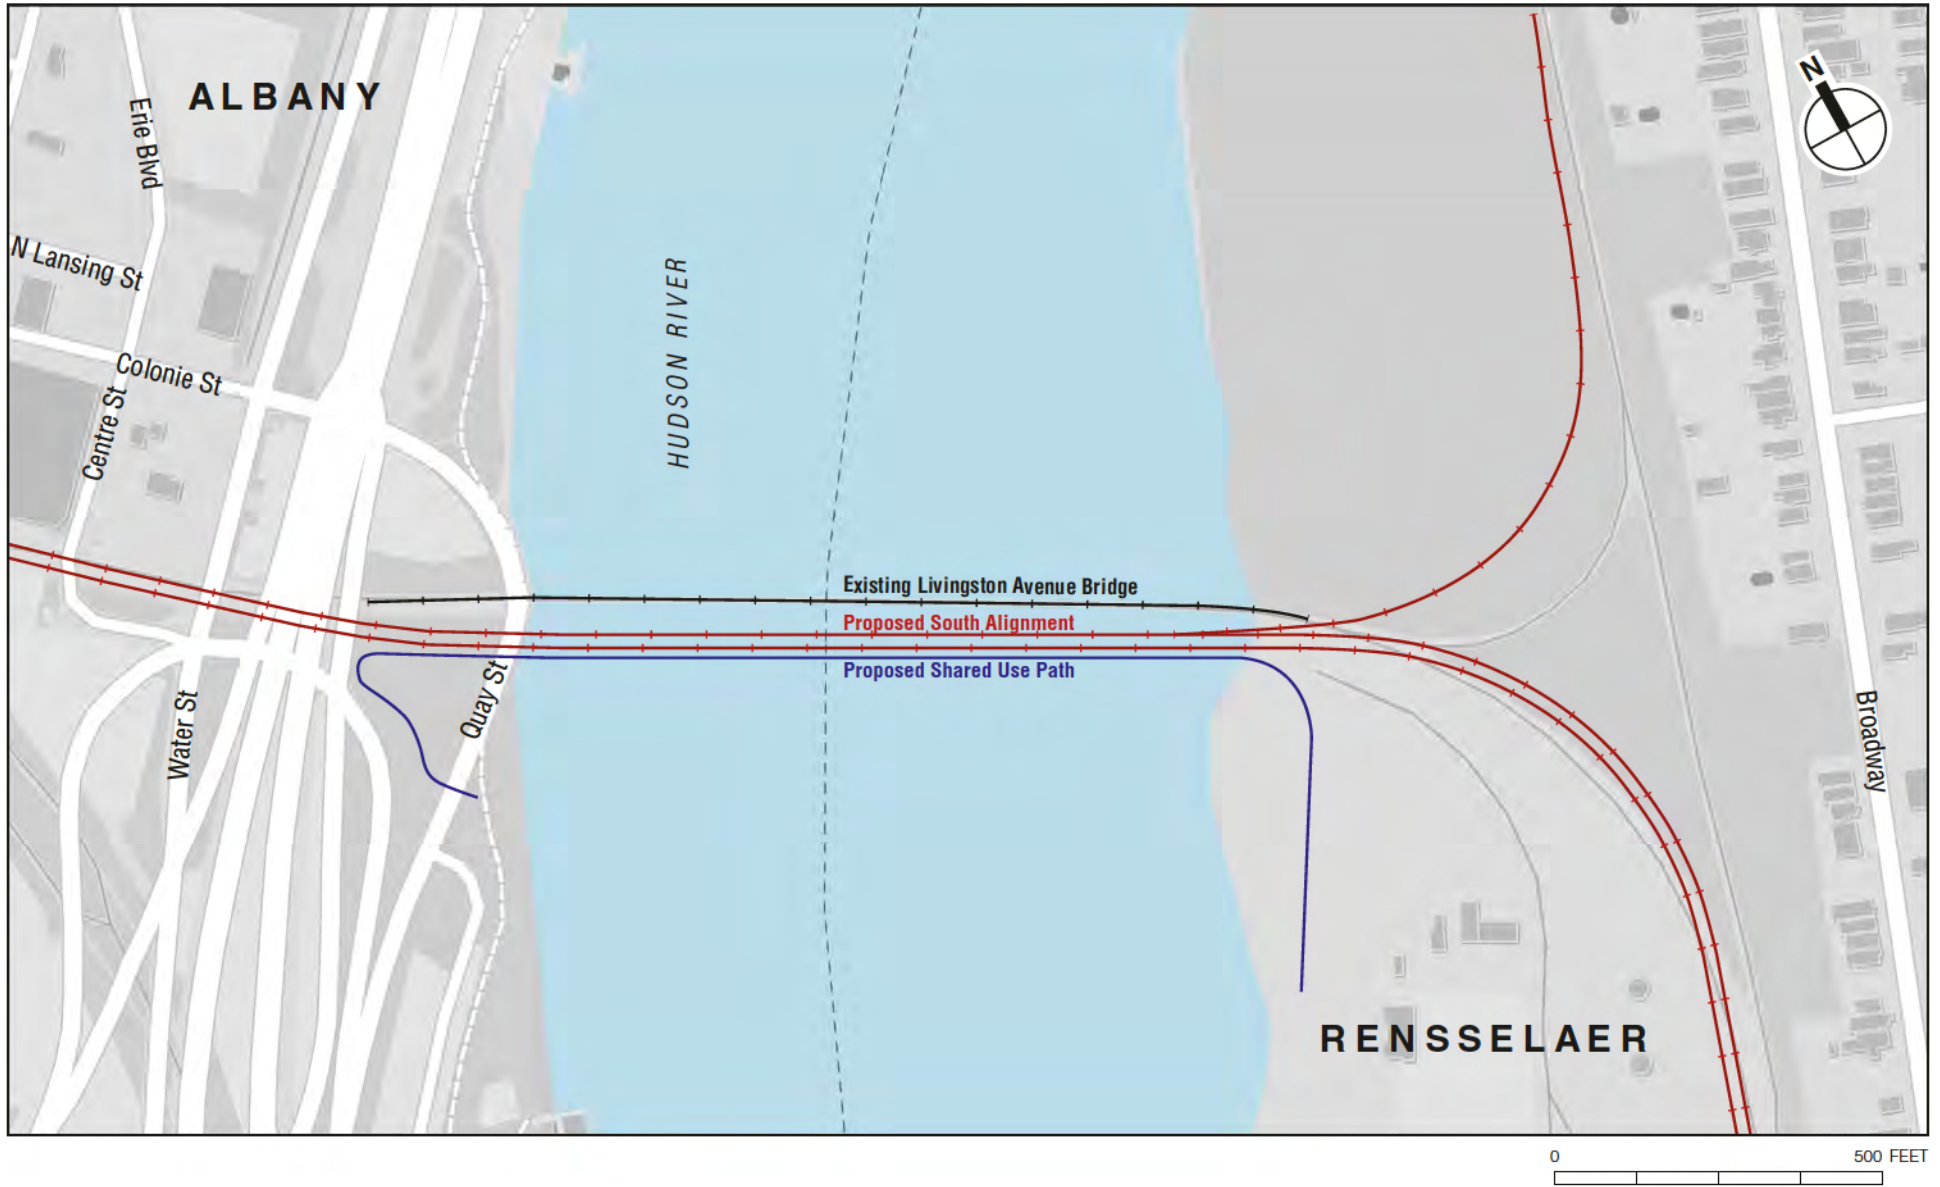 N
ALBANY
Erie Blvd
N Lansing St
HUDSON RIVER
Colonie St
Centre St
Existing Livingston Avenue Bridge
Proposed South Alignment
Proposed Shared Use Path
Quay St
Water St
Broadway
RENSSELAER
0 500 FEET